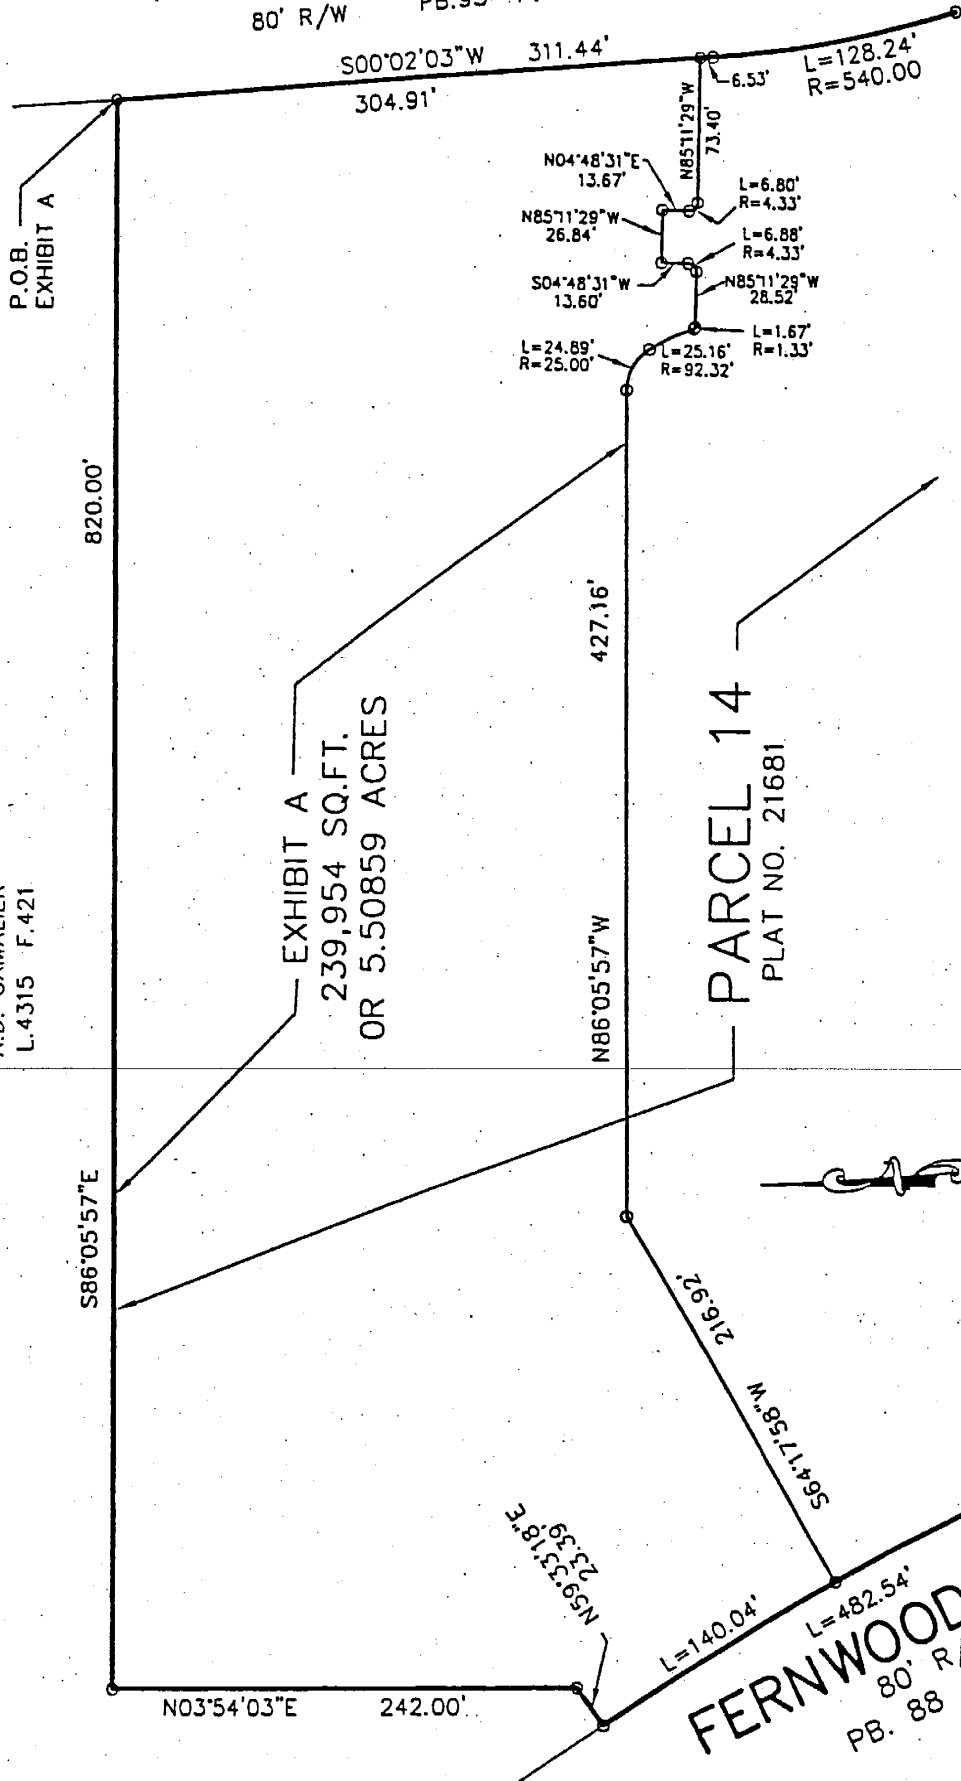 80' R/W
S00°02'03"W 311.44'
304.91'
6.53'
L=128.24'
R=540.00
P.O.B.
EXHIBIT A
N85°11'29"W
73.40'
N04°48'31"E
13.67'
L=6.80'
R=4.33'
N85°11'29"W
26.84'
L=6.88'
R=4.33'
S04°48'31"W
13.60'
N85°11'29"W
28.52'
L=1.67'
R=1.33'
L=24.89'
R=25.00'
L=25.16'
R=92.32'
820.00'
427.16'
EXHIBIT A
239,954 SQ.FT.
OR 5.50859 ACRES
PARCEL 14
PLAT NO. 21681
L.4315 F.421
N86°05'57"W
S86°05'57"E
216.92'
S64°17'58"W
N59°33'18"E
23.39'
L=140.04'
L=482.54'
N03°54'03"E 242.00'
FERNWOOD
80' R/
PB. 88